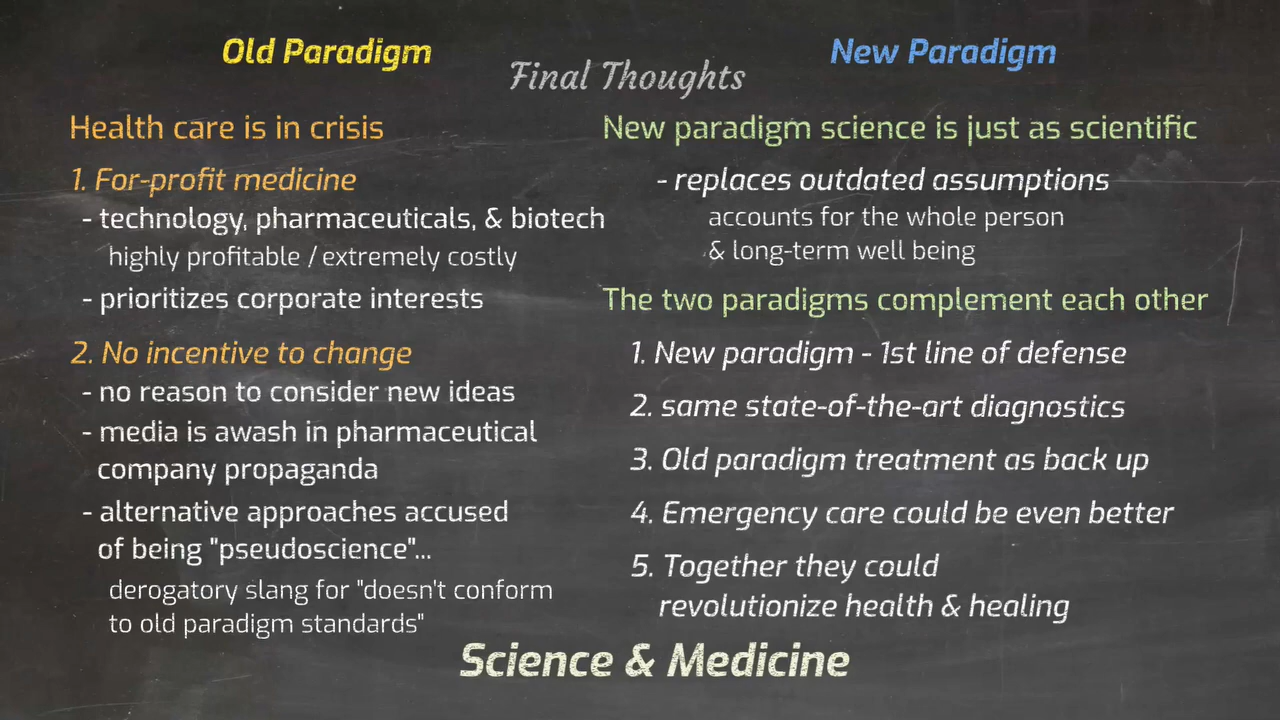 Old Paradigm
Final Thoughts
New Paradigm
Health care is in crisis
1. For-profit medicine
- technology, pharmaceuticals, & biotech
highly profitable / extremely costly
- prioritizes corporate interests
2. No incentive to change
- no reason to consider new ideas
- media is awash in pharmaceutical
company propaganda
- alternative approaches accused
of being "pseudoscience"...
derogatory slang for "doesn't conform
to old paradigm standards"
New paradigm science is just as scientific
- replaces outdated assumptions
accounts for the whole person
& long-term well being
The two paradigms complement each other
1. New paradigm - 1st line of defense
2. same state-of-the-art diagnostics
3. Old paradigm treatment as back up
4. Emergency care could be even better
5. Together they could
revolutionize health & healing
Science & Medicine